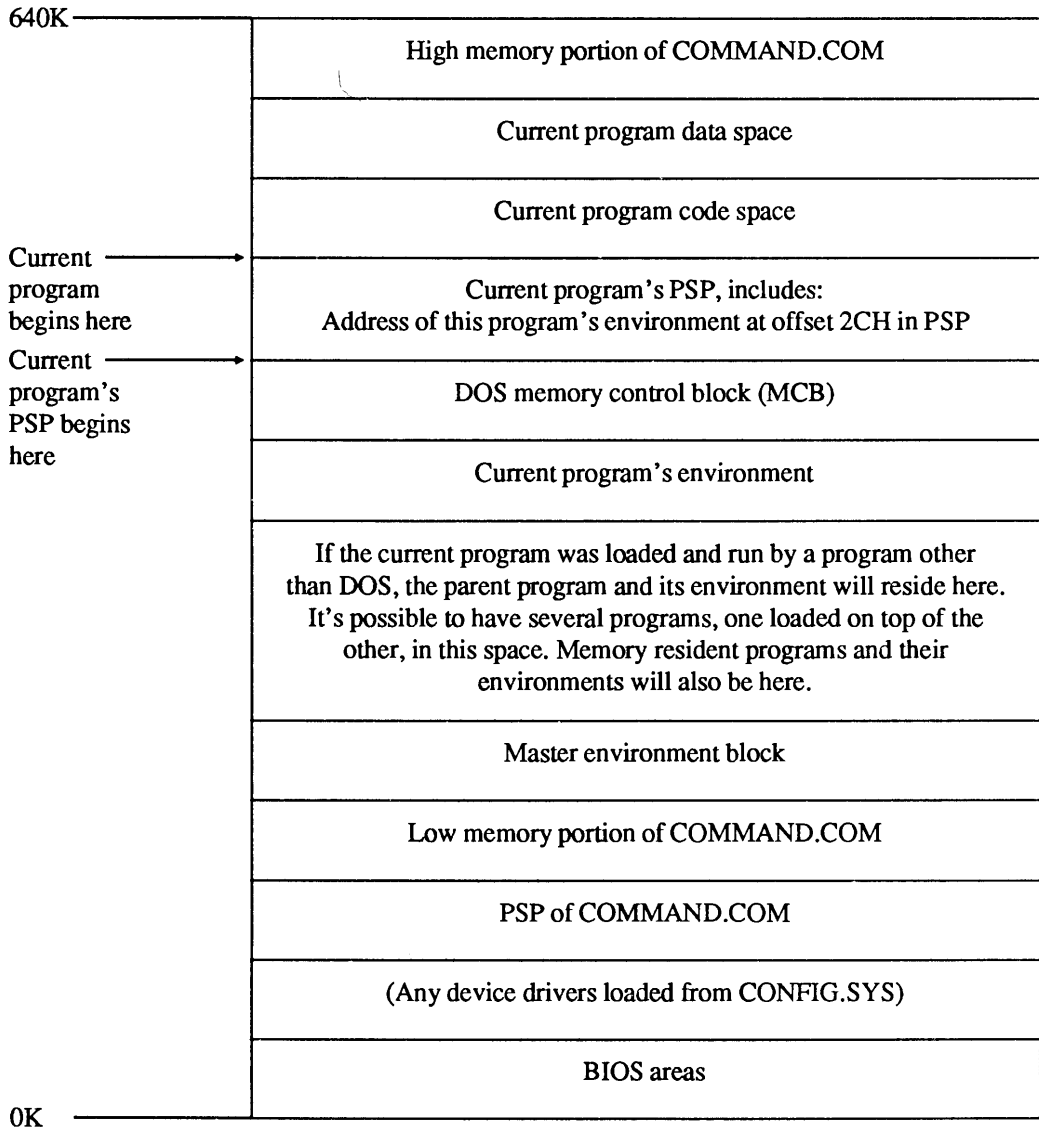 640K
High memory portion of COMMAND.COM
Current program data space
Current program code space
Current
program
begins here
Current program's PSP, includes:
Address of this program's environment at offset 2CH in PSP
Current
program's
PSP begins
here
DOS memory control block (MCB)
Current program's environment
If the current program was loaded and run by a program other
than DOS, the parent program and its environment will reside here.
It's possible to have several programs, one loaded on top of the
other, in this space. Memory resident programs and their
environments will also be here.
Master environment block
Low memory portion of COMMAND.COM
PSP of COMMAND.COM
(Any device drivers loaded from CONFIG.SYS)
BIOS areas
0K